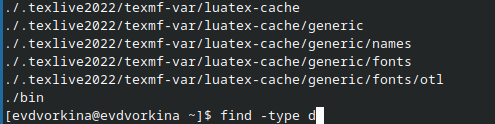 ./.texlive2022/texmf-var/luatex-cache
./.texlive2022/texmf-var/luatex-cache/generic
./.texlive2022/texmf-var/luatex-cache/generic/names
./.texlive2022/texmf-var/luatex-cache/generic/fonts
./.texlive2022/texmf-var/luatex-cache/generic/fonts/otl
./bin
[evdvorkina@evdvorkina ~]$ find -type d